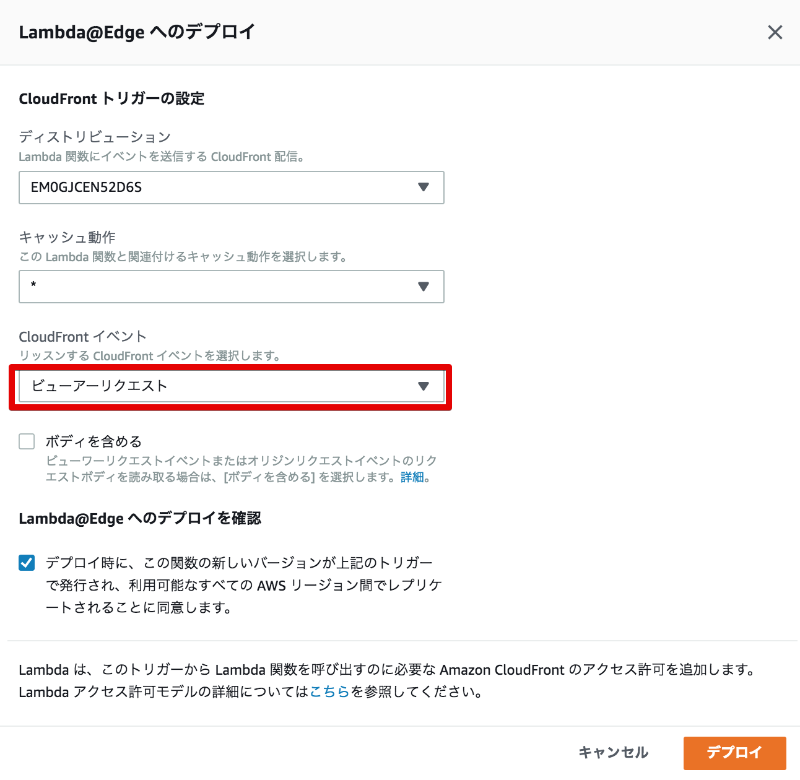 Lambda@Edge へのデプロイ
CloudFront トリガーの設定
ディストリビューション
Lambda 関数にイベントを送信する CloudFront 配信。
EM0GJCEN52D6S
キャッシュ動作
この Lambda 関数と関連付けるキャッシュ動作を選択します。
*
CloudFront イベント
リッスンする CloudFront イベントを選択します。
ビューアーリクエスト
ボディを含める
ビューワーリクエストイベントまたはオリジンリクエストイベントのリク
エストボディを読み取る場合は、[ボディを含める] を選択します。詳細。
Lambda@Edge へのデプロイを確認
デプロイ時に、この関数の新しいバージョンが上記のトリガー
で発行され、利用可能なすべての AWS リージョン間でレプリケ
ートされることに同意します。
Lambda は、このトリガーから Lambda 関数を呼び出すのに必要な Amazon CloudFront のアクセス許可を追加します。
Lambda アクセス許可モデルの詳細についてはこちらを参照してください。
キャンセル
デプロイ